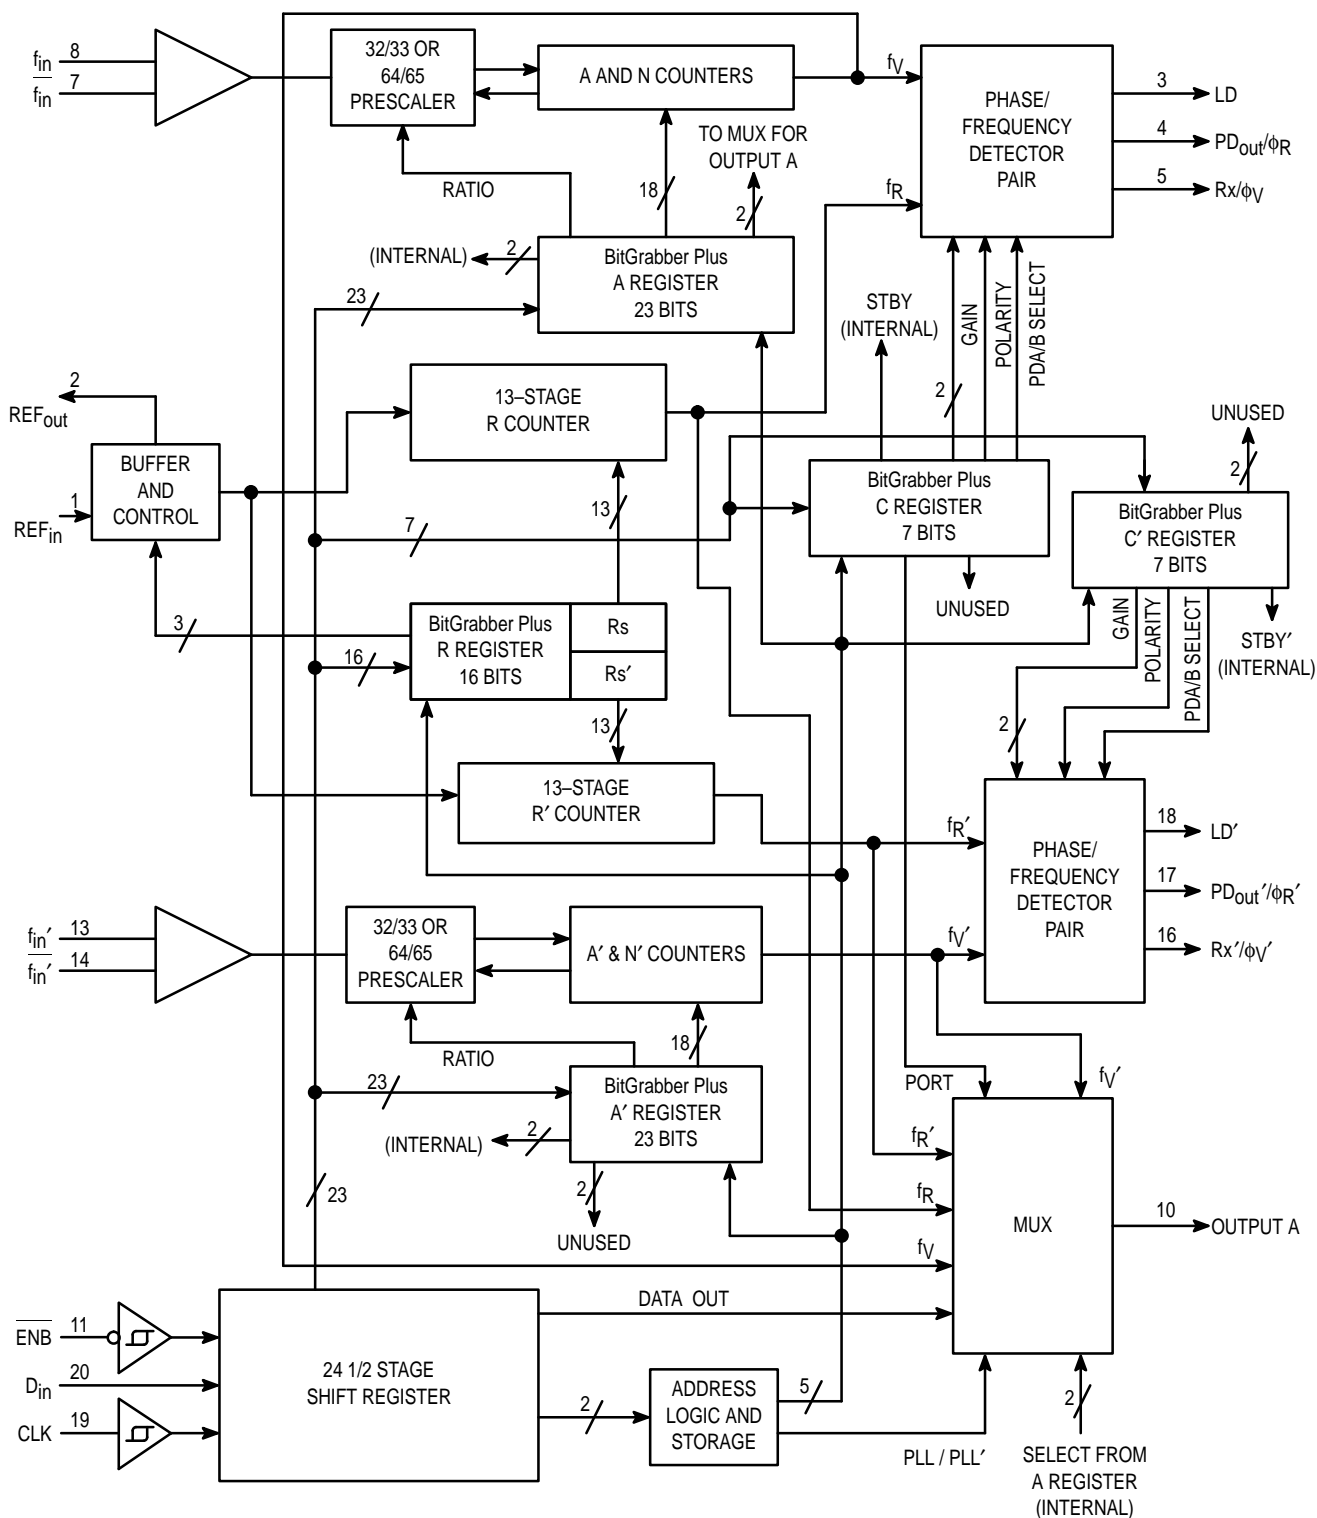 32/33 OR
64/65
PRESCALER
A AND N COUNTERS
fin
8
fin
7
fV
PHASE/
FREQUENCY
DETECTOR
PAIR
3
LD
4
PDout/ϕR
5
Rx/ϕV
TO MUX FOR
OUTPUT A
RATIO
18
2
fR
(INTERNAL)
2
BitGrabber Plus
A REGISTER
23 BITS
23
STBY
(INTERNAL)
GAIN
POLARITY
PDA/B SELECT
2
REFout
2
13–STAGE
R COUNTER
UNUSED
2
BUFFER
AND
CONTROL
1
REFin
13
7
BitGrabber Plus
C REGISTER
7 BITS
BitGrabber Plus
C′ REGISTER
7 BITS
UNUSED
GAIN
POLARITY
PDA/B SELECT
STBY′
(INTERNAL)
3
BitGrabber Plus
R REGISTER
16 BITS
Rs
Rs′
16
13
2
13–STAGE
R′ COUNTER
fR′
PHASE/
FREQUENCY
DETECTOR
PAIR
18
LD′
17
PDout′/ϕR′
16
Rx′/ϕV′
fin′
13
fin′
14
32/33 OR
64/65
PRESCALER
A′ & N′ COUNTERS
fV′
RATIO
18
PORT
fV′
23
BitGrabber Plus
A′ REGISTER
23 BITS
(INTERNAL)
2
2
UNUSED
23
fR′
fR
fV
MUX
10
OUTPUT A
DATA OUT
ENB
11
Din
20
CLK
19
24 1/2 STAGE
SHIFT REGISTER
2
ADDRESS
LOGIC AND
STORAGE
5
PLL / PLL′
2
SELECT FROM
A REGISTER
(INTERNAL)